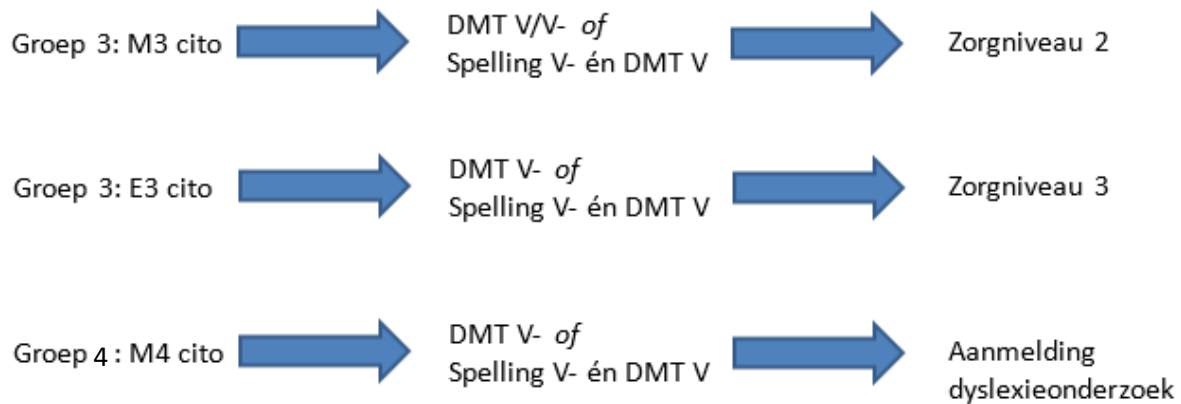 Groep 3: M3 cito
DMT V/V- of
Spelling V- én DMT V
Zorgniveau 2
Groep 3: E3 cito
DMT V- of
Spelling V- én DMT V
Zorgniveau 3
Groep 4 : M4 cito
DMT V- of
Spelling V- én DMT V
Aanmelding
dyslexieonderzoek